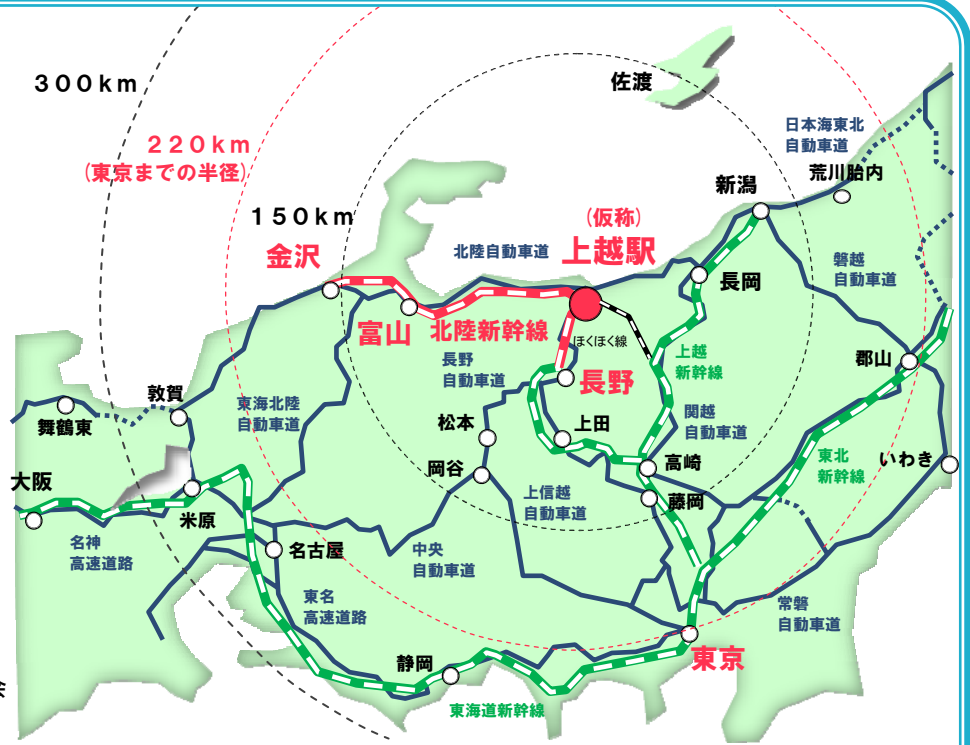 300km
220km
(東京までの半径)
150km
佐渡
日本海東北
自動車道
荒川胎内
新潟
(仮称)
上越駅
金沢
北陸自動車道
長岡
磐越
自動車道
富山
北陸新幹線
ほくほく線
上越
新幹線
郡山
長野
自動車道
長野
敦賀
舞鶴東
東海北陸
自動車道
松本
上田
関越
自動車道
岡谷
高崎
東北
新幹線
いわき
大阪
米原
上信越
自動車道
藤岡
名神
高速道路
名古屋
中央
自動車道
東名
高速道路
常磐
自動車道
静岡
東京
東海道新幹線